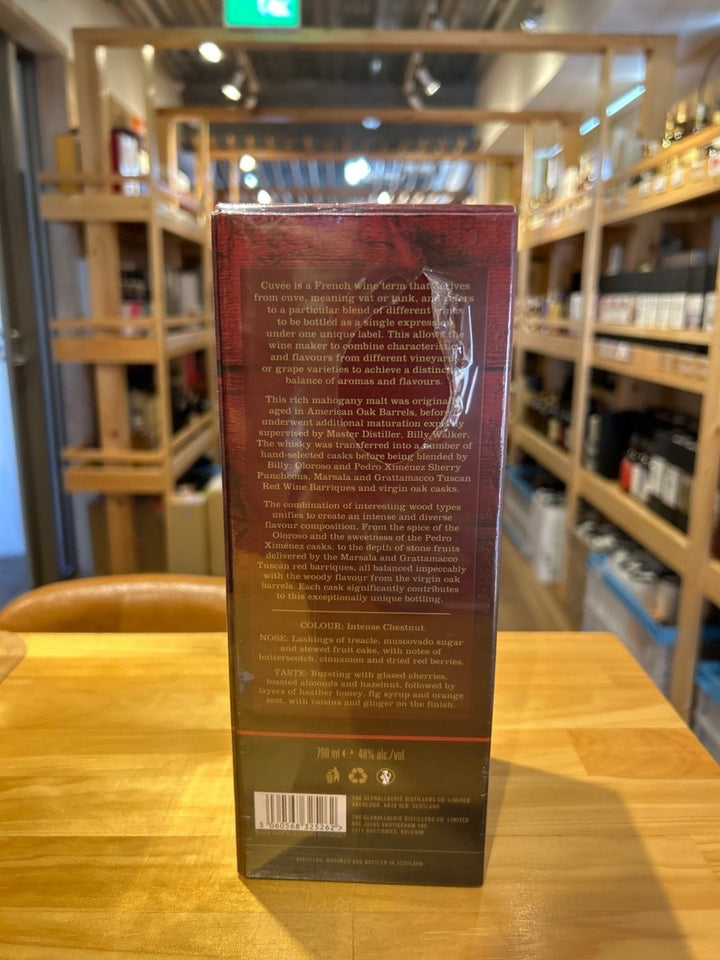 Cuvée is a French wine term that derives
from cuve, meaning vat or tank, and refers
to a particular blend of different wines
to be bottled as a single expression
under one unique label. This allows the
wine maker to combine characteristics
and flavours from different vineyards
or grape varieties to achieve a distinctive
balance of aromas and flavours.
This rich mahogany malt was originally
aged in American Oak Barrels, before
underwent additional maturation expertly
supervised by Master Distiller, Billy Walker.
The whisky was transferred into a number of
hand-selected casks before being blended by
Billy: Oloroso and Pedro Ximénez Sherry
Puncheons, Marsala and Grattamacco Tuscan
Red Wine Barriques and virgin oak casks.
The combination of interesting wood types
unifies to create an intense and diverse
flavour composition. From the spice of the
Oloroso and the sweetness of the Pedro
Ximénez casks, to the depth of stone fruits
delivered by the Marsala and Grattamacco
Tuscan red barriques, all balanced impeccably
with the woody flavour from the virgin oak
barrels. Each cask significantly contributes
to this exceptionally unique bottling.
COLOUR: Intense Chestnut.
NOSE: Lashings of treacle, muscovado sugar
and stewed fruit cake, with notes of
butterscotch, cinnamon and dried red berries.
TASTE: Bursting with glazed cherries,
toasted almonds and hazelnut, followed by
layers of heather honey, fig syrup and orange
zest, with raisins and ginger on the finish.
700 ml ℮ 48% alc./vol.
THE GLENALLACHIE DISTILLERS CO. LIMITED
ABERLOUR, AB38 9LR, SCOTLAND
THE GLENALLACHIE DISTILLERS CO. LIMITED
RUE JULES VANTIEGHEM 100
7711 DOTTIGNIES, BELGIUM
5 060568 325262>
DISTILLED, MATURED AND BOTTLED IN SCOTLAND